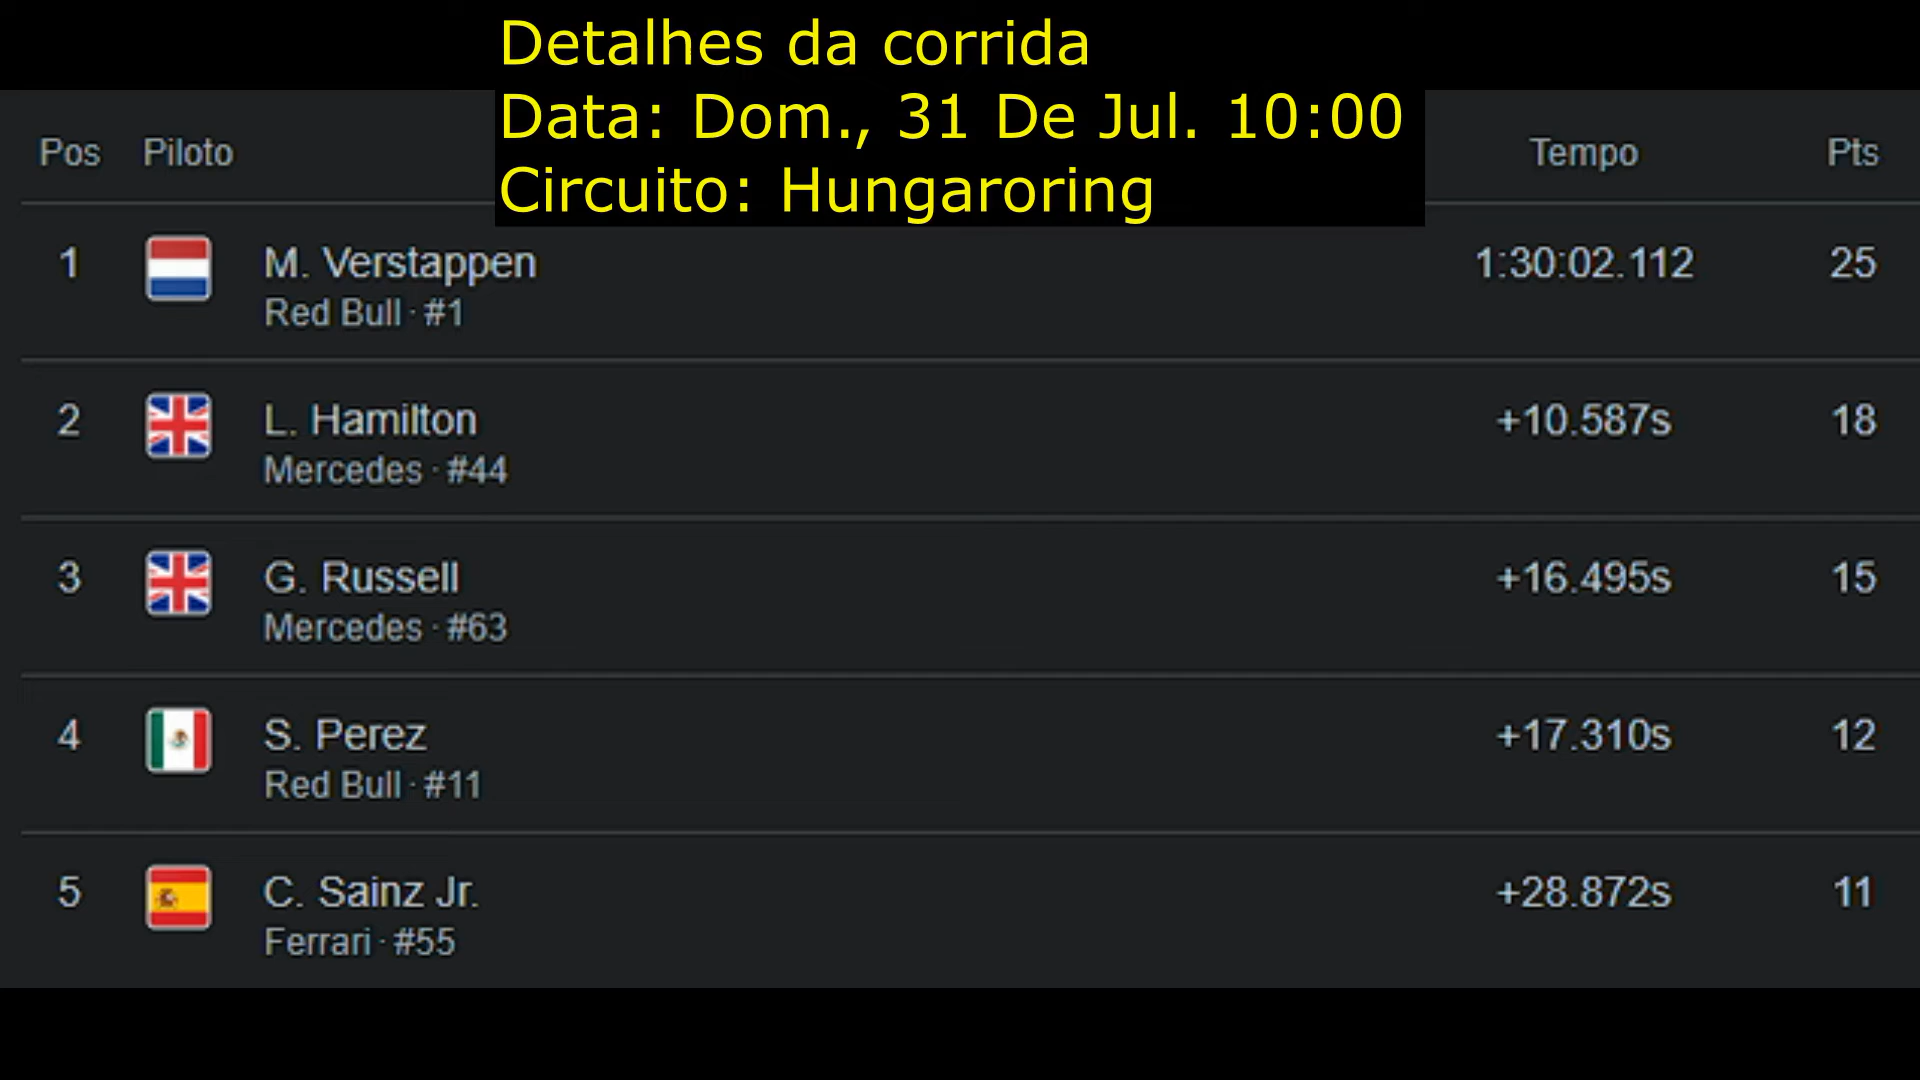 Detalhes da corrida
Data: Dom., 31 De Jul. 10:00
Circuito: Hungaroring
Pos Piloto Tempo Pts
1 M. Verstappen 1:30:02.112 25
Red Bull · #1
2 L. Hamilton +10.587s 18
Mercedes · #44
3 G. Russell +16.495s 15
Mercedes · #63
4 S. Perez +17.310s 12
Red Bull · #11
5 C. Sainz Jr. +28.872s 11
Ferrari · #55